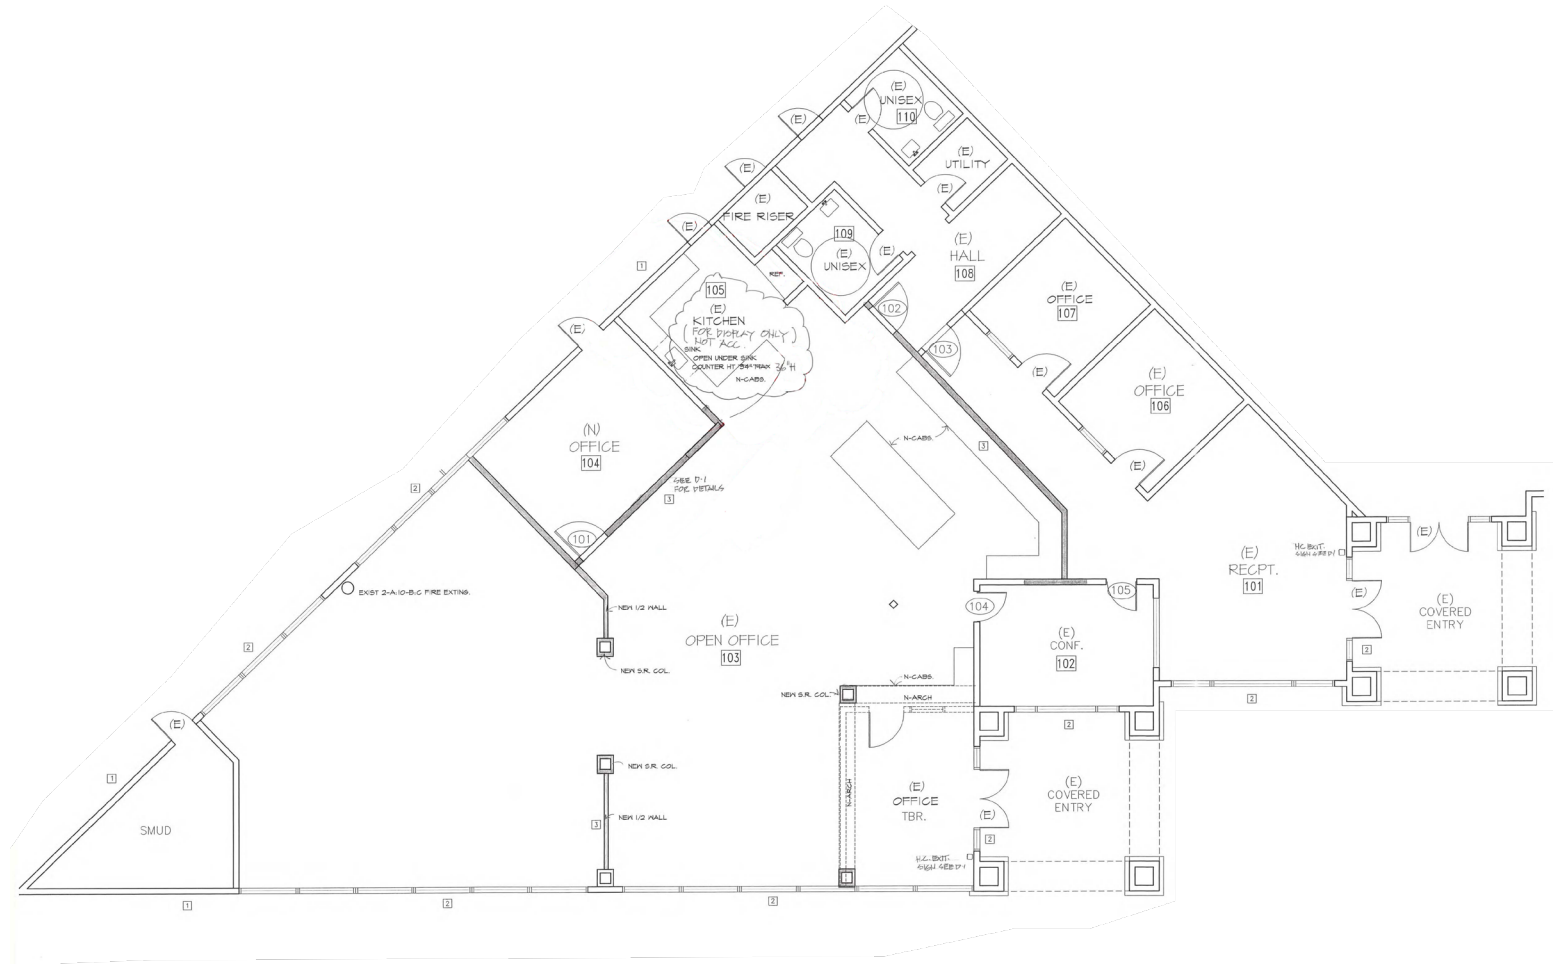 (E)
UNISEX
110
(E)
(E)
(E)
UTILITY
(E)
(E)
(E)
FIRE RISER
(E)
109
(E)
UNISEX
(E)
(E)
HALL
108
1
REF.
105
(E)
KITCHEN
(FOR DISPLAY ONLY)
NOT ACC.
SINK
OPEN UNDER SINK
COUNTER HT 34" MAX 36"H
N-CABS.
102
103
(E)
OFFICE
107
(E)
(E)
(E)
OFFICE
106
(E)
(N)
OFFICE
104
N-CABS.
3
SEE D-1
FOR DETAILS
3
2
101
EXIST 2-A:10-B:C FIRE EXTING.
NEW 1/2 WALL
2
NEW S.R. COL.
(E)
OPEN OFFICE
103
104
105
(E)
CONF.
102
(E)
RECPT.
101
H.C. EXIT.
SIGN SEE D-1
(E)
(E)
(E)
COVERED
ENTRY
2
2
N-CABS.
N-ARCH
NEW S.R. COL.
2
(E)
1
SMUD
1
NEW S.R. COL.
NEW 1/2 WALL
3
2
2
N-ARCH
(E)
OFFICE
TBR.
(E)
2
H.C. EXIT.
SIGN SEE D-1
(E)
COVERED
ENTRY